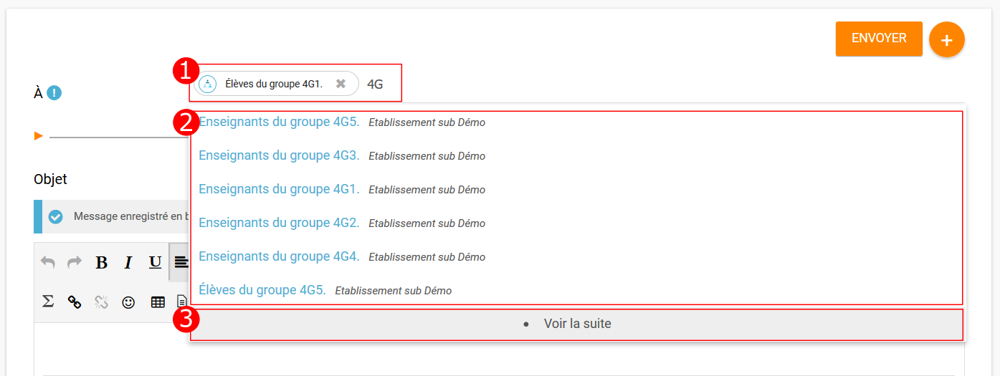 ENVOYER +
1
À ! Élèves du groupe 4G1. ✖ 4G
2
Enseignants du groupe 4G5. Etablissement sub Démo
Enseignants du groupe 4G3. Etablissement sub Démo
Objet
Enseignants du groupe 4G1. Etablissement sub Démo
Message enregistré en b
Enseignants du groupe 4G2. Etablissement sub Démo
Enseignants du groupe 4G4. Etablissement sub Démo
B I U
Élèves du groupe 4G5. Etablissement sub Démo
Σ
3
• Voir la suite